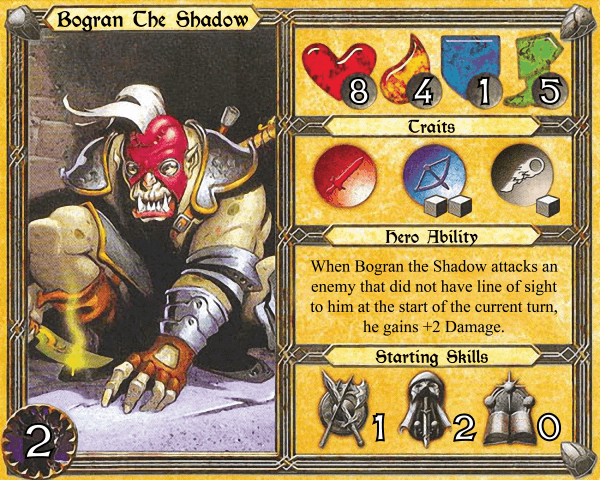 Bogran The Shadow
8 4 1 5
Traits
Hero Ability
When Bogran the Shadow attacks an
enemy that did not have line of sight
to him at the start of the current turn,
he gains +2 Damage.
Starting Skills
1 2 0
2